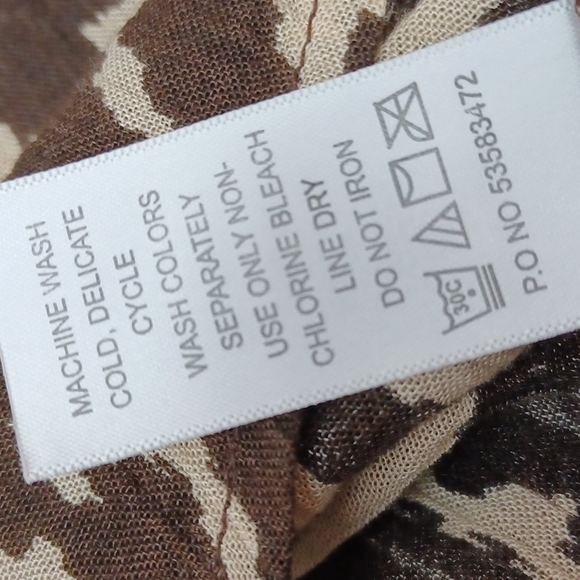 MACHINE WASH
COLD, DELICATE
CYCLE
WASH COLORS
SEPARATELY
USE ONLY NON-
CHLORINE BLEACH
LINE DRY
DO NOT IRON
30C
P.O NO 53583472